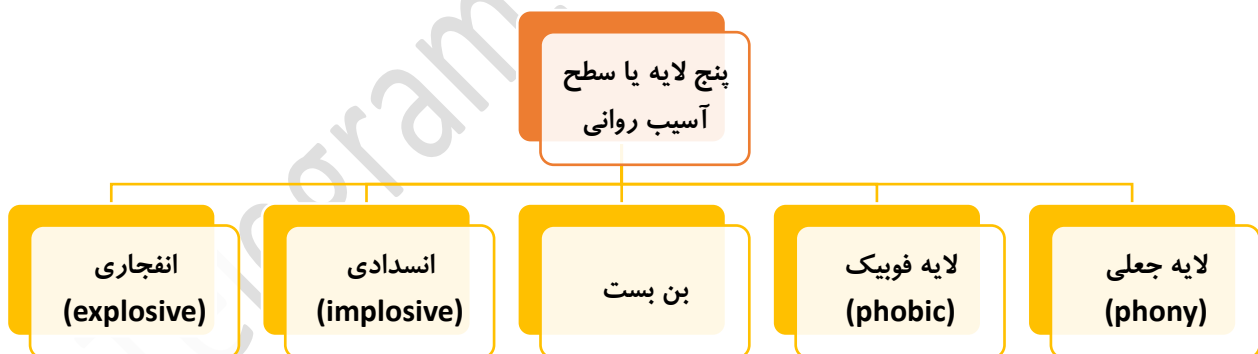 پنج لایه یا سطح
آسیب روانی
لایه جعلی
(phony)
لایه فوبیک
(phobic)
بن بست
انسدادی
(implosive)
انفجاری
(explosive)